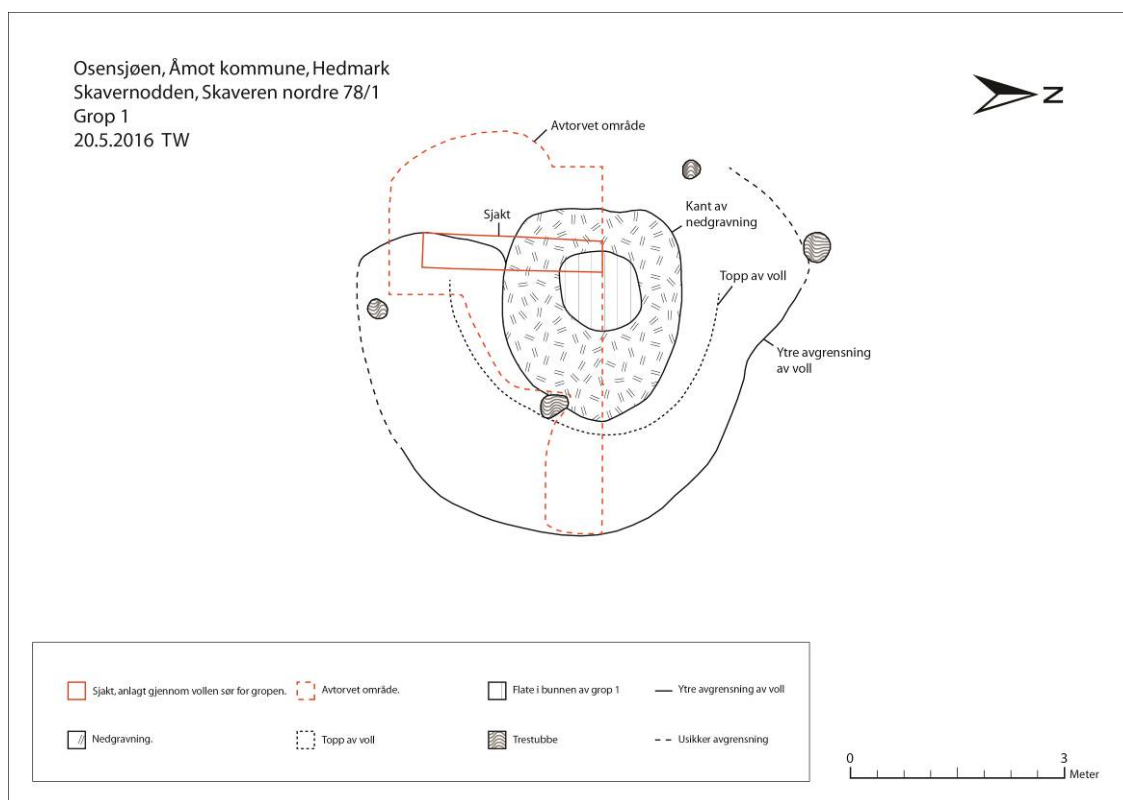 Osensjøen, Åmot kommune, Hedmark
Skavernodden, Skaveren nordre 78/1
Grop 1
20.5.2016 TW
N
Avtorvet område
Sjakt
Kant av
nedgravning
Topp av voll
Ytre avgrensning
av voll
Sjakt, anlagt gjennom vollen sør for gropen.
Avtorvet område.
Flate i bunnen av grop 1
Ytre avgrensning av voll
Nedgravning.
Topp av voll
Trestubbe
Usikker avgrensning
0 3
Meter